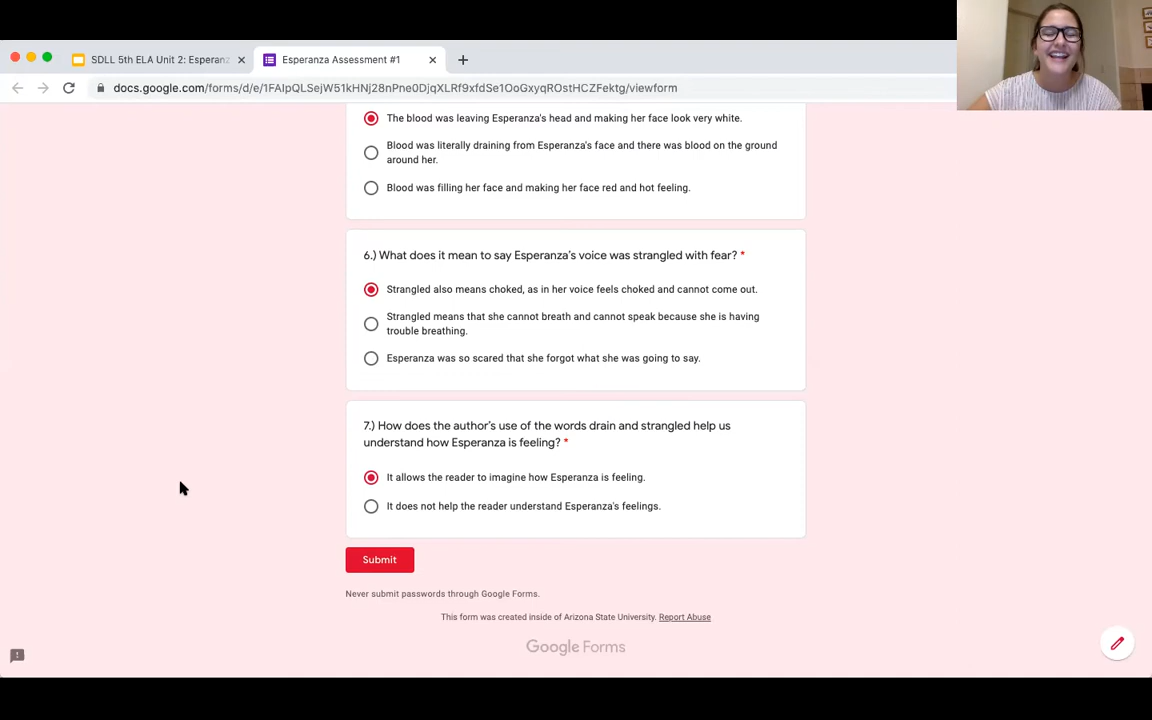 SDLL 5th ELA Unit 2: Esperanz
Esperanza Assessment #1
docs.google.com/forms/d/e/1FAIpQLSejW51kHNj28nPne0DjqXLRf9xfdSe1OoGxyqROstHCZFektg/viewform
The blood was leaving Esperanza's head and making her face look very white.
Blood was literally draining from Esperanza's face and there was blood on the ground
around her.
Blood was filling her face and making her face red and hot feeling.
6.) What does it mean to say Esperanza's voice was strangled with fear? *
Strangled also means choked, as in her voice feels choked and cannot come out.
Strangled means that she cannot breath and cannot speak because she is having
trouble breathing.
Esperanza was so scared that she forgot what she was going to say.
7.) How does the author's use of the words drain and strangled help us
understand how Esperanza is feeling? *
It allows the reader to imagine how Esperanza is feeling.
It does not help the reader understand Esperanza's feelings.
Submit
Never submit passwords through Google Forms.
This form was created inside of Arizona State University. Report Abuse
Google Forms